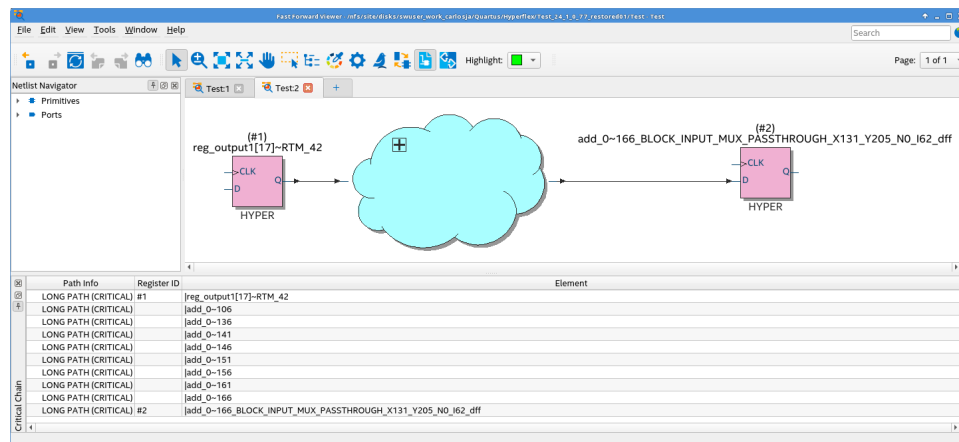 Fast Forward Viewer - /nfs/site/disks/swuser_work_carlosja/Quartus/Hyperflex/Test_24_1_0_77_restored01/Test - Test
File Edit View Tools Window Help
Search
Highlight:
Page: 1 of 1
Netlist Navigator
Primitives
Ports
Test:1
Test:2
+
(#1)
reg_output1[17]~RTM_42
>CLK
D
Q
HYPER
(#2)
add_0~166_BLOCK_INPUT_MUX_PASSTHROUGH_X131_Y205_N0_I62_dff
>CLK
D
Q
HYPER
Critical Chain
Path Info Register ID Element
LONG PATH (CRITICAL) #1 |reg_output1[17]~RTM_42
LONG PATH (CRITICAL) |add_0~106
LONG PATH (CRITICAL) |add_0~136
LONG PATH (CRITICAL) |add_0~141
LONG PATH (CRITICAL) |add_0~146
LONG PATH (CRITICAL) |add_0~151
LONG PATH (CRITICAL) |add_0~156
LONG PATH (CRITICAL) |add_0~161
LONG PATH (CRITICAL) |add_0~166
LONG PATH (CRITICAL) #2 |add_0~166_BLOCK_INPUT_MUX_PASSTHROUGH_X131_Y205_N0_I62_dff